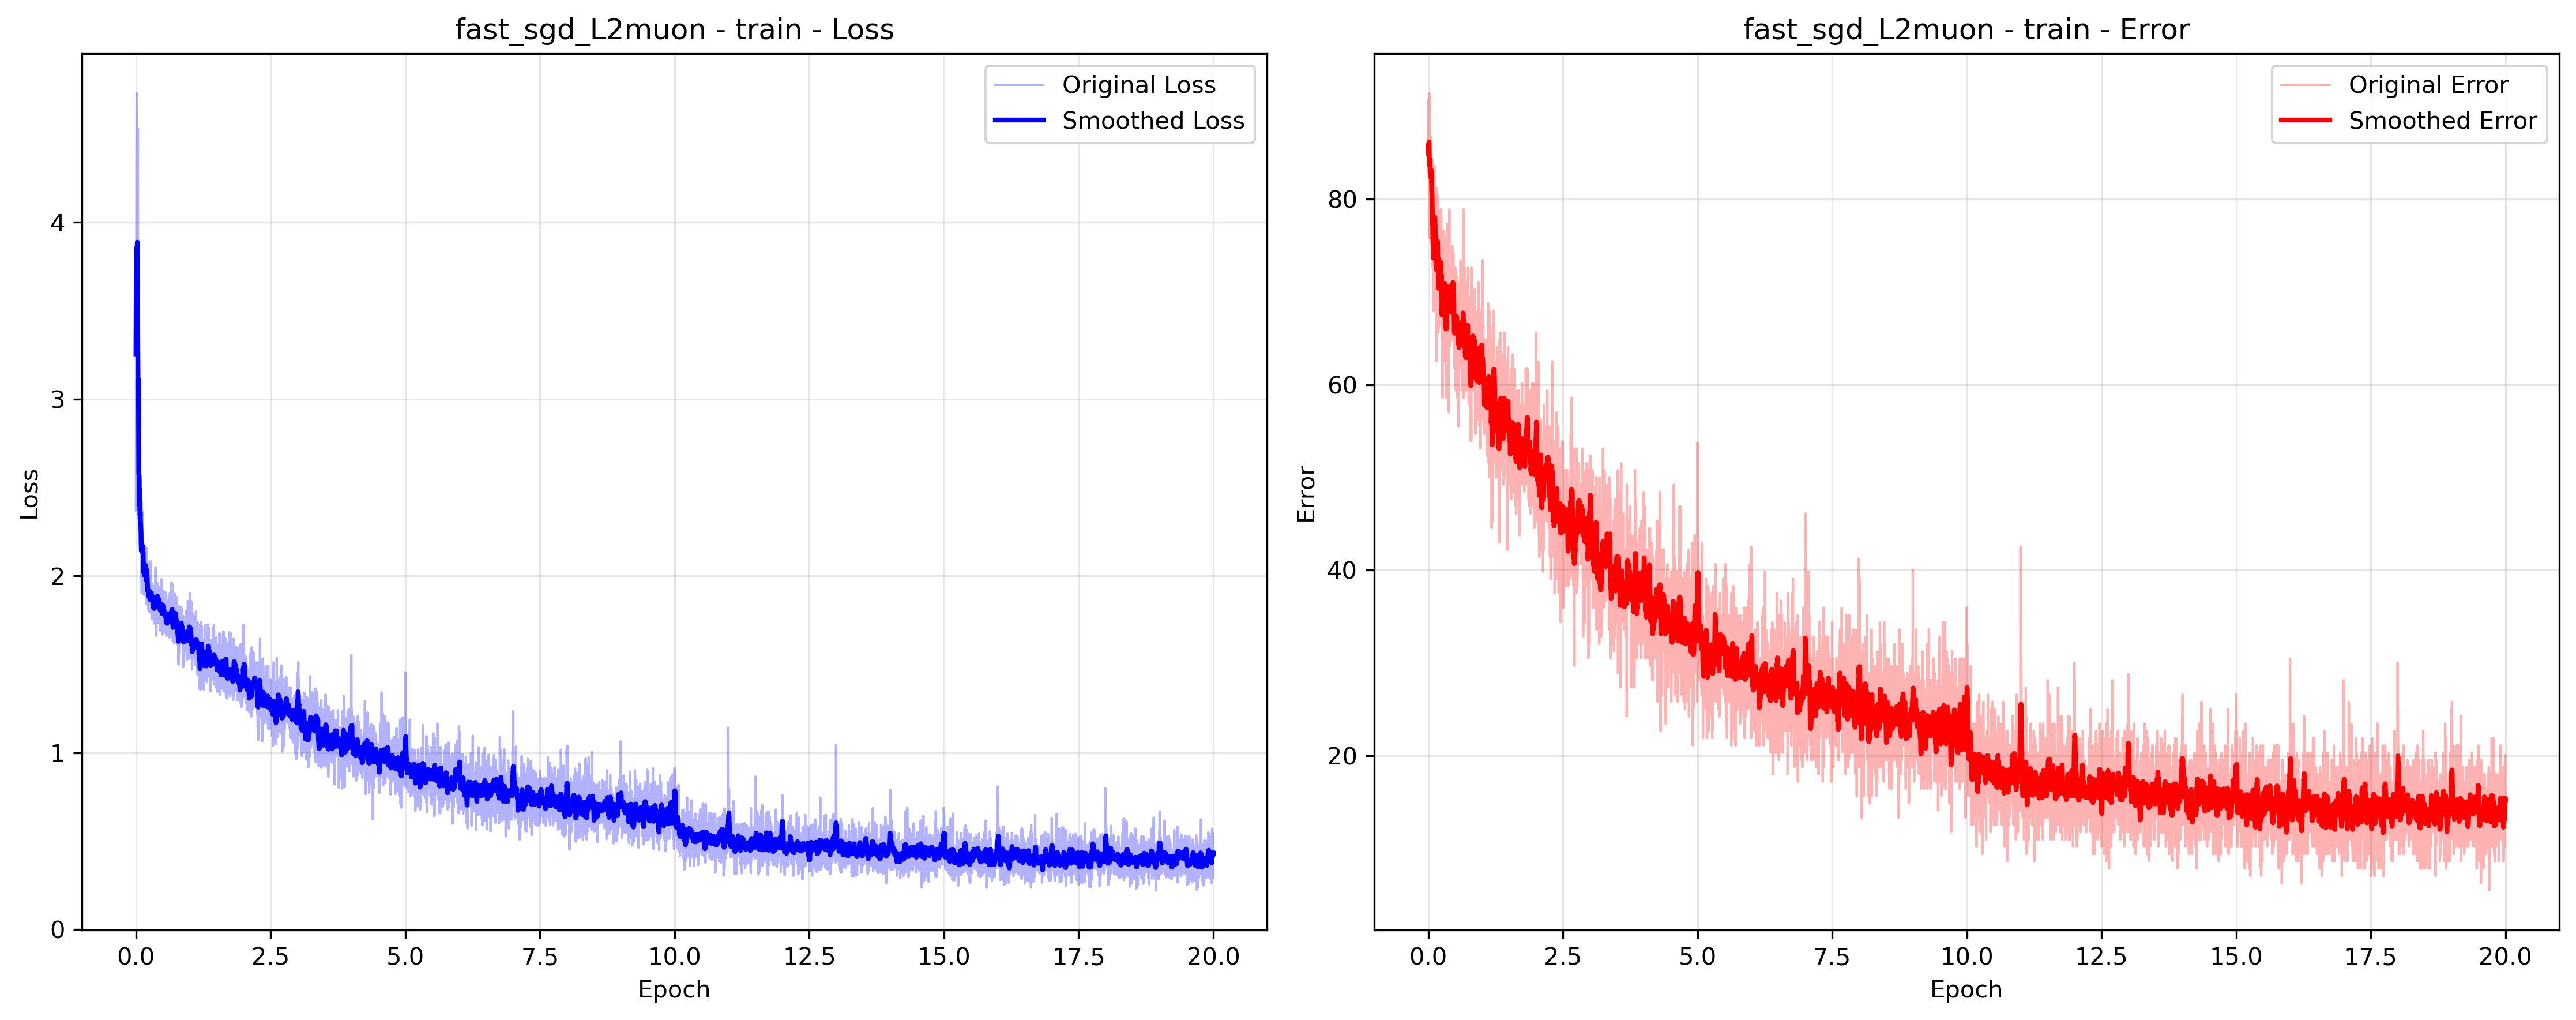 fast_sgd_L2muon - train - Loss
Original Loss
Smoothed Loss
4
3
2
1
0
Loss
0.0 2.5 5.0 7.5 10.0 12.5 15.0 17.5 20.0
Epoch
fast_sgd_L2muon - train - Error
Original Error
Smoothed Error
80
60
40
20
Error
0.0 2.5 5.0 7.5 10.0 12.5 15.0 17.5 20.0
Epoch